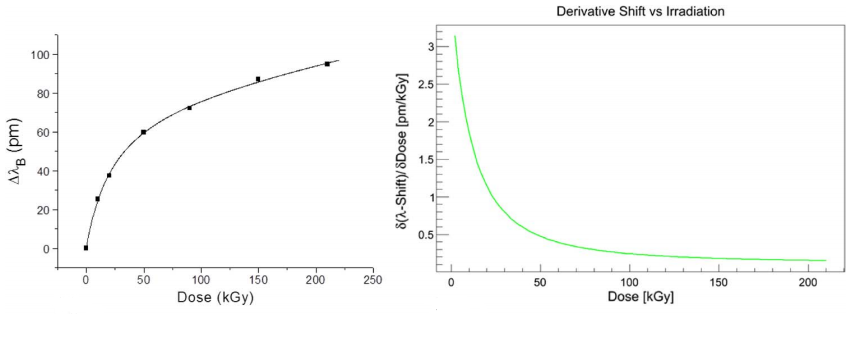 Derivative Shift vs Irradiation
100
80
60
40
20
0
ΔλB (pm)
0 50 100 150 200 250
Dose (kGy)
3
2.5
2
1.5
1
0.5
δ(λ-Shift)/δDose [pm/kGy]
0 50 100 150 200
Dose [kGy]